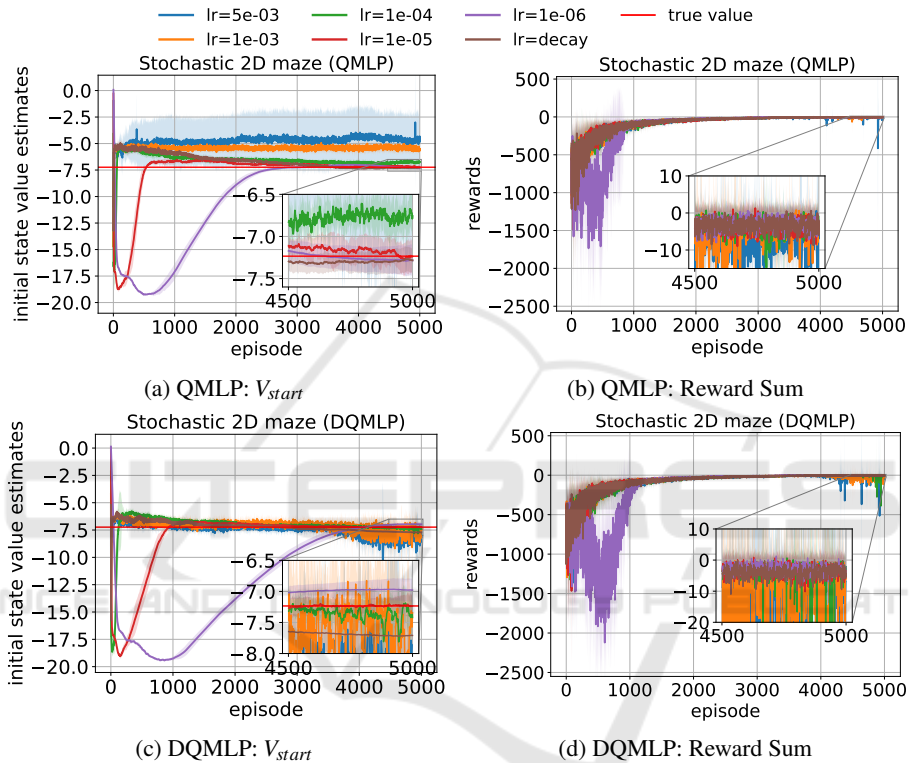 lr=5e-03 lr=1e-04 lr=1e-06 true value
lr=1e-03 lr=1e-05 lr=decay
Stochastic 2D maze (QMLP)
initial state value estimates
0.0
−2.5
−5.0
−7.5
−10.0
−12.5
−15.0
−17.5
−20.0
−6.5
−7.0
−7.5
4500 5000
0 1000 2000 3000 4000 5000
episode
(a) QMLP: Vstart
Stochastic 2D maze (QMLP)
rewards
500
0
−500
−1000
−1500
−2000
−2500
10
0
−10
4500 5000
0 1000 2000 3000 4000 5000
episode
(b) QMLP: Reward Sum
Stochastic 2D maze (DQMLP)
initial state value estimates
0.0
−2.5
−5.0
−7.5
−10.0
−12.5
−15.0
−17.5
−20.0
−6.5
−7.0
−7.5
−8.0
4500 5000
0 1000 2000 3000 4000 5000
episode
(c) DQMLP: Vstart
Stochastic 2D maze (DQMLP)
rewards
500
0
−500
−1000
−1500
−2000
−2500
10
0
−10
−20
4500 5000
0 1000 2000 3000 4000 5000
episode
(d) DQMLP: Reward Sum